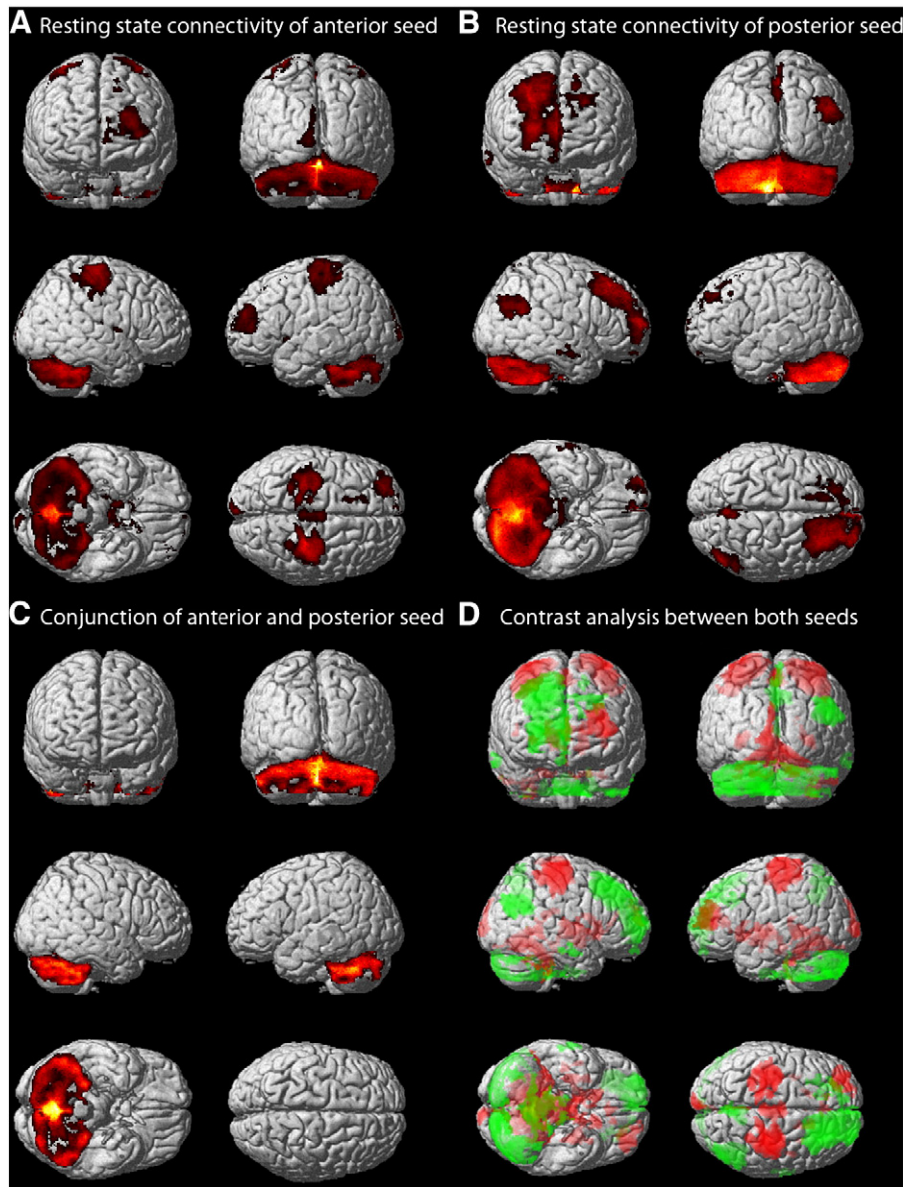 A Resting state connectivity of anterior seed
B Resting state connectivity of posterior seed
C Conjunction of anterior and posterior seed
D Contrast analysis between both seeds